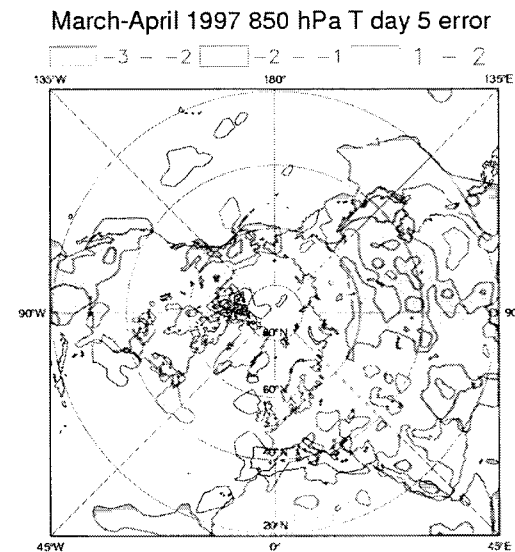 March-April 1997 850 hPa T day 5 error
-3 - -2 -2 - -1 1 - 2
135°W 180° 135°E
90°W 80°N 90
60°N
40°N
20°N
45°W 0° 45°E